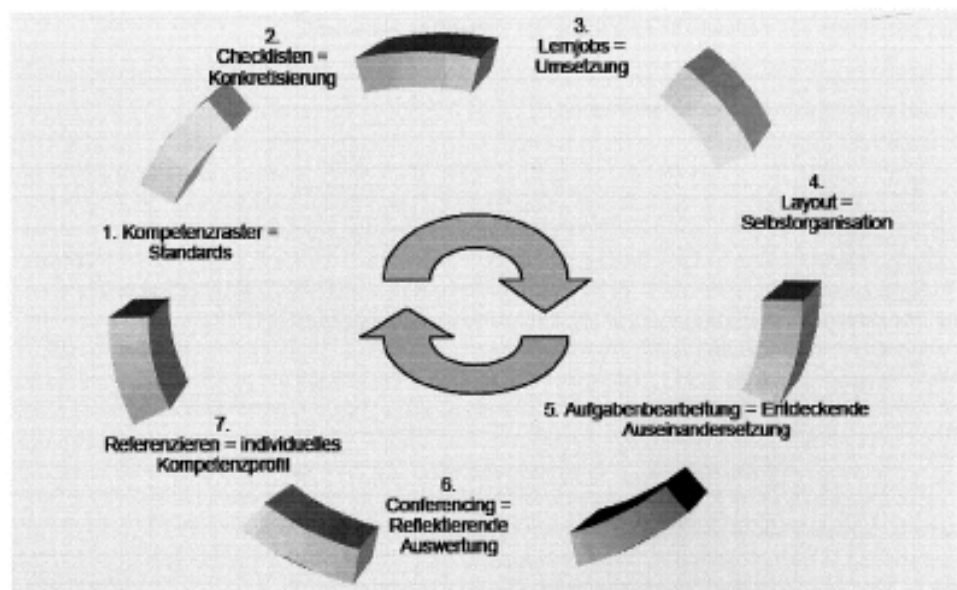 1. Kompetenzraster =
Standards
2.
Checklisten =
Konkretisierung
3.
Lernjobs =
Umsetzung
4.
Layout =
Selbstorganisation
5. Aufgabenbearbeitung = Entdeckende
Auseinandersetzung
6.
Conferencing =
Reflektierende
Auswertung
7.
Referenzieren = individuelles
Kompetenzprofil